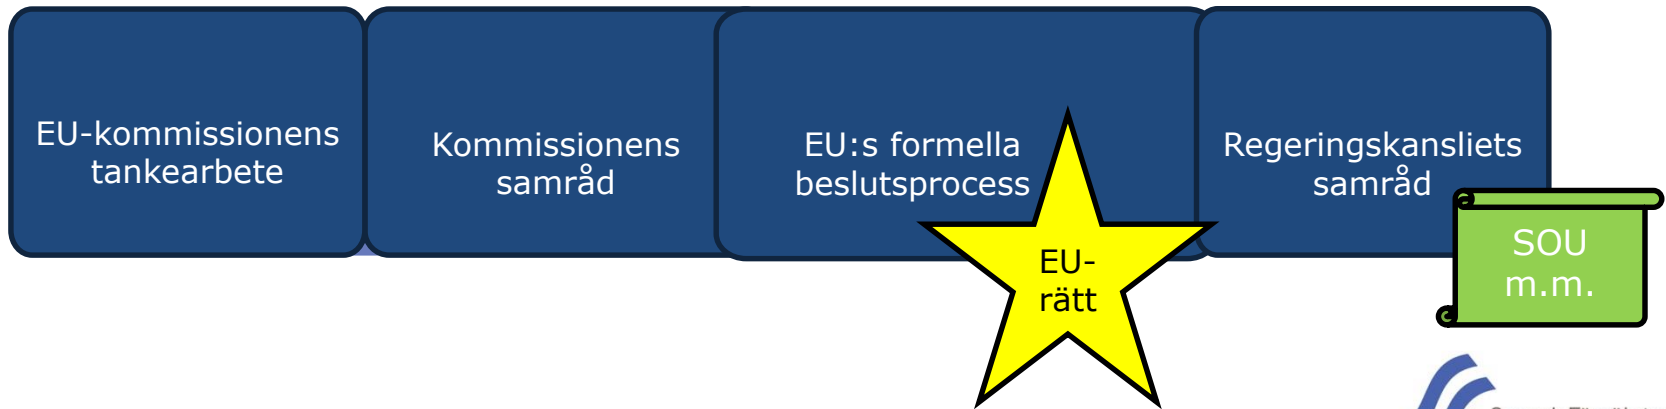 EU-kommissionens
tankearbete
Kommissionens
samråd
EU:s formella
beslutsprocess
Regeringskansliets
samråd
EU-
rätt
SOU
m.m.